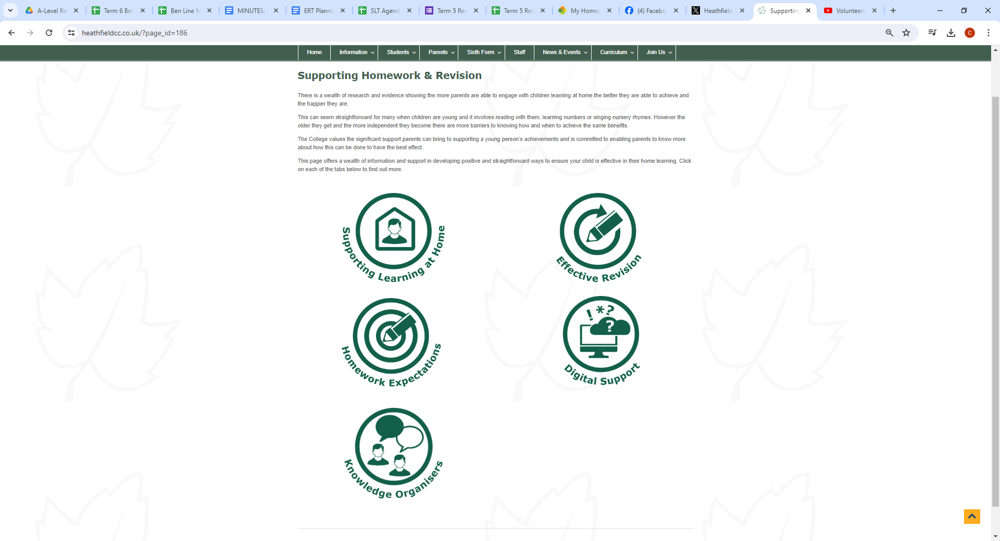 A-Level Re
Term 6 Ber
Ben Line M
MINUTES:
ERT Plannin
SLT Agend
Term 5 Rev
Term 5 Rev
My Homep
(4) Facebo
Heathfield
Supporting
Volunteeri
heathfieldcc.co.uk/?page_id=186
C
Home Information Students Parents Sixth Form Staff News & Events Curriculum Join Us
Supporting Homework & Revision
There is a wealth of research and evidence showing the more parents are able to engage with children learning at home the better they are able to achieve and
the happier they are.
This can seem straightforward for many when children are young and it involves reading with them, learning numbers or singing nursery rhymes. However the
older they get and the more independent they become there are more barriers to knowing how and when to achieve the same benefits.
The College values the significant support parents can bring to supporting a young person's achievements and is committed to enabling parents to know more
about how this can be done to have the best effect.
This page offers a wealth of information and support in developing positive and straightforward ways to ensure your child is effective in their home learning. Click
on each of the tabs below to find out more.
Supporting Learning at Home
Effective Revision
Homework Expectations
! * ?
?
Digital Support
Knowledge Organisers